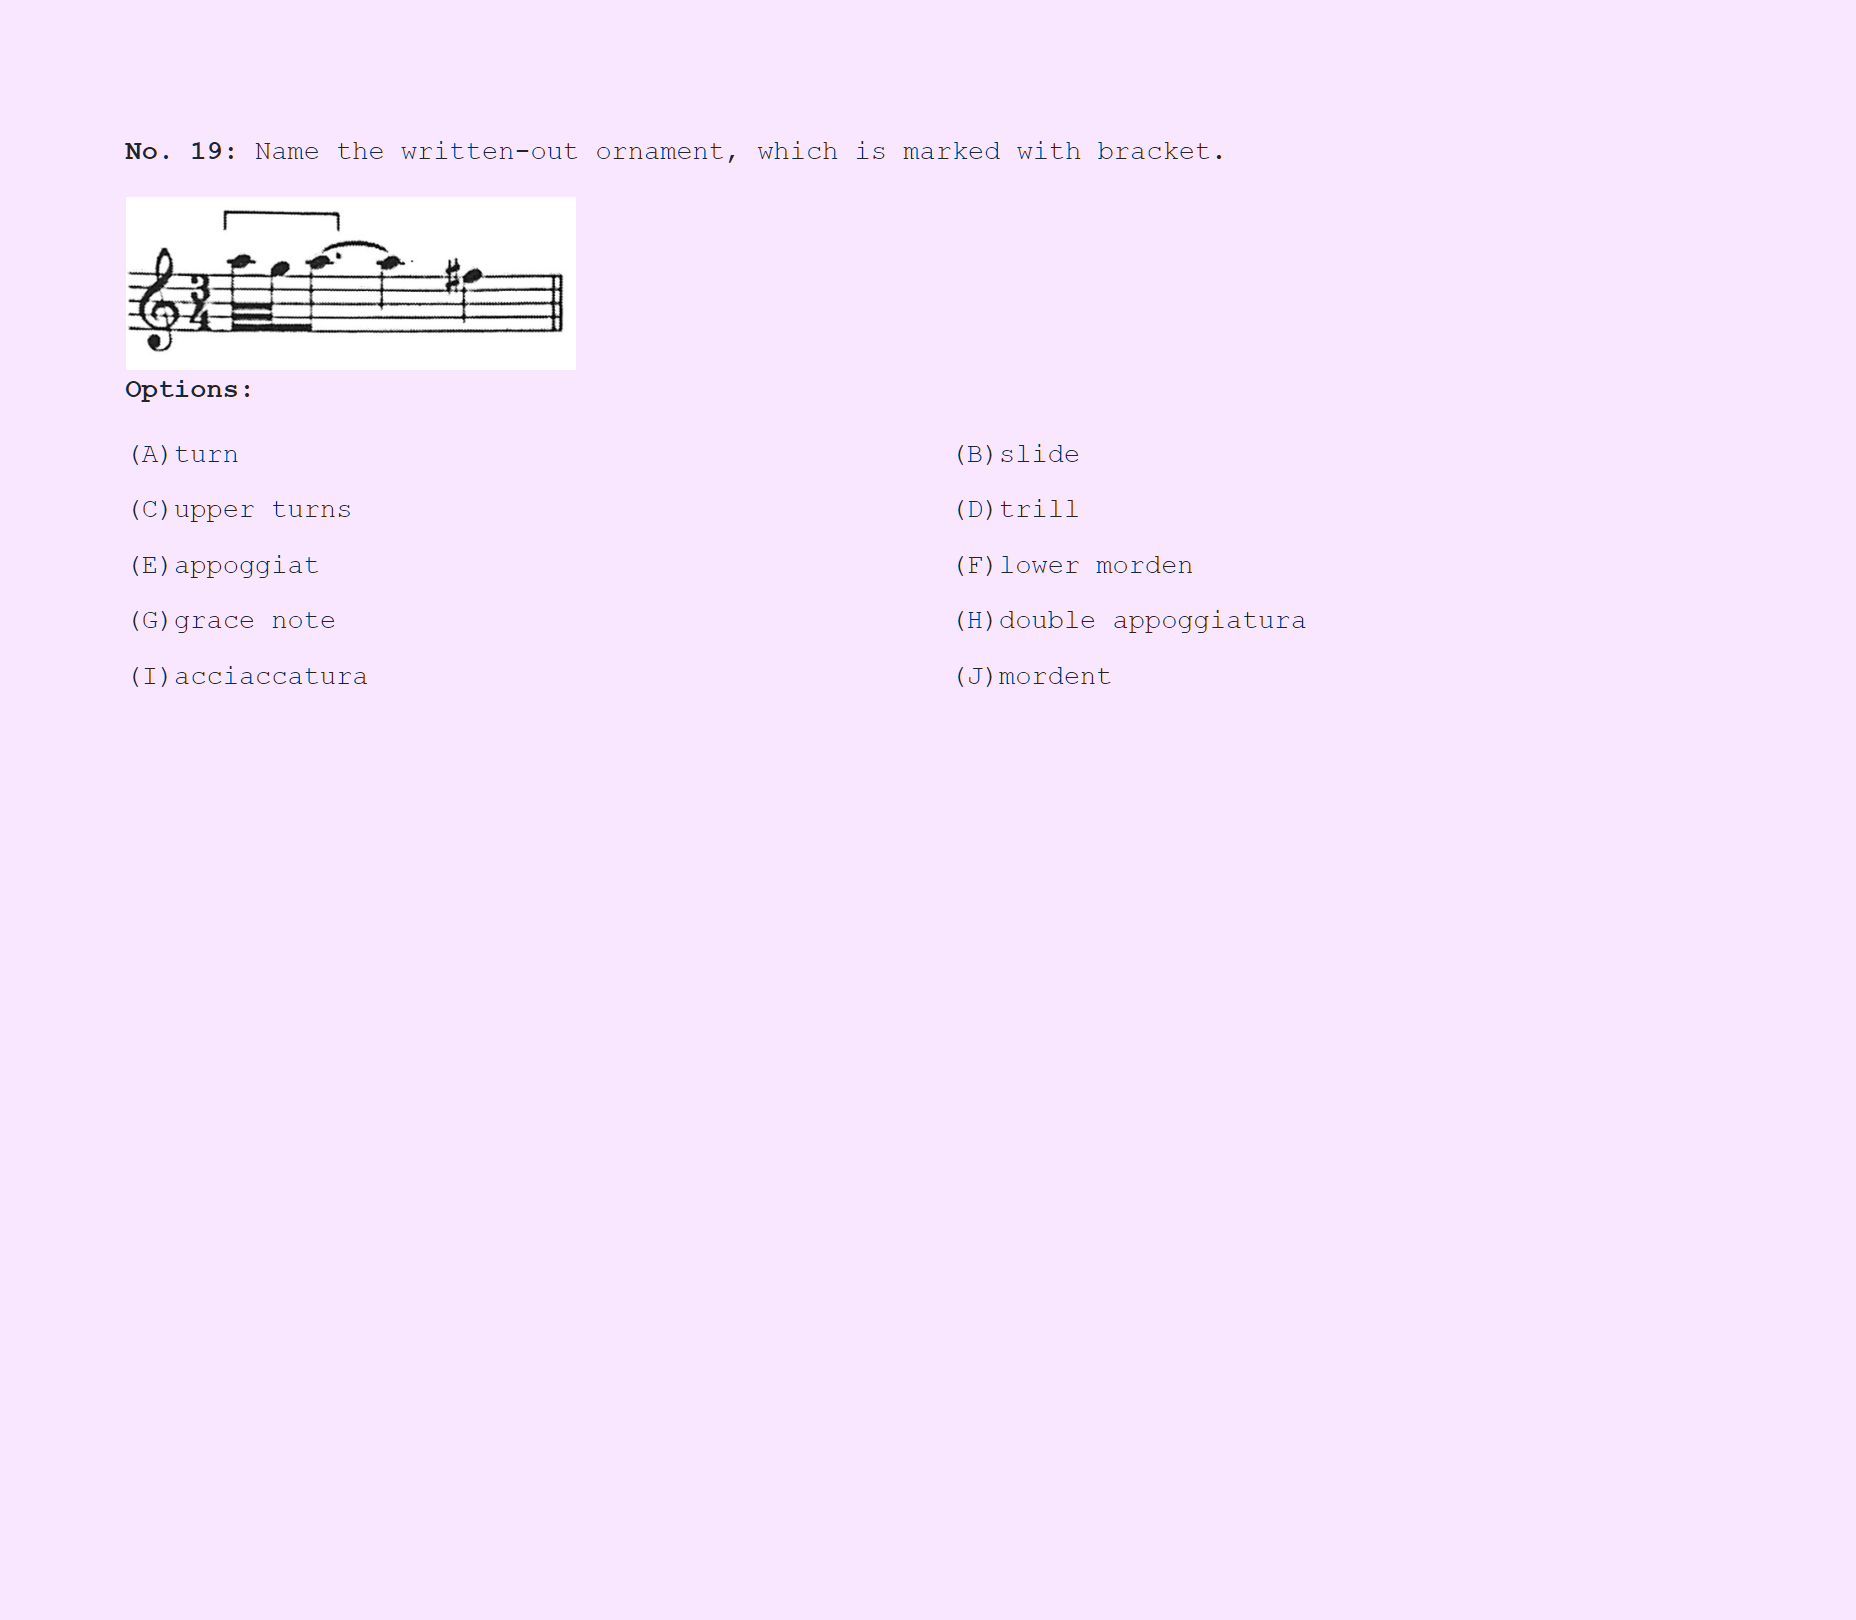 No. 19: Name the written-out ornament, which is marked with bracket.
3
4
Options:
(A)turn
(B)slide
(C)upper turns
(D)trill
(E)appoggiat
(F)lower morden
(G)grace note
(H)double appoggiatura
(I)acciaccatura
(J)mordent